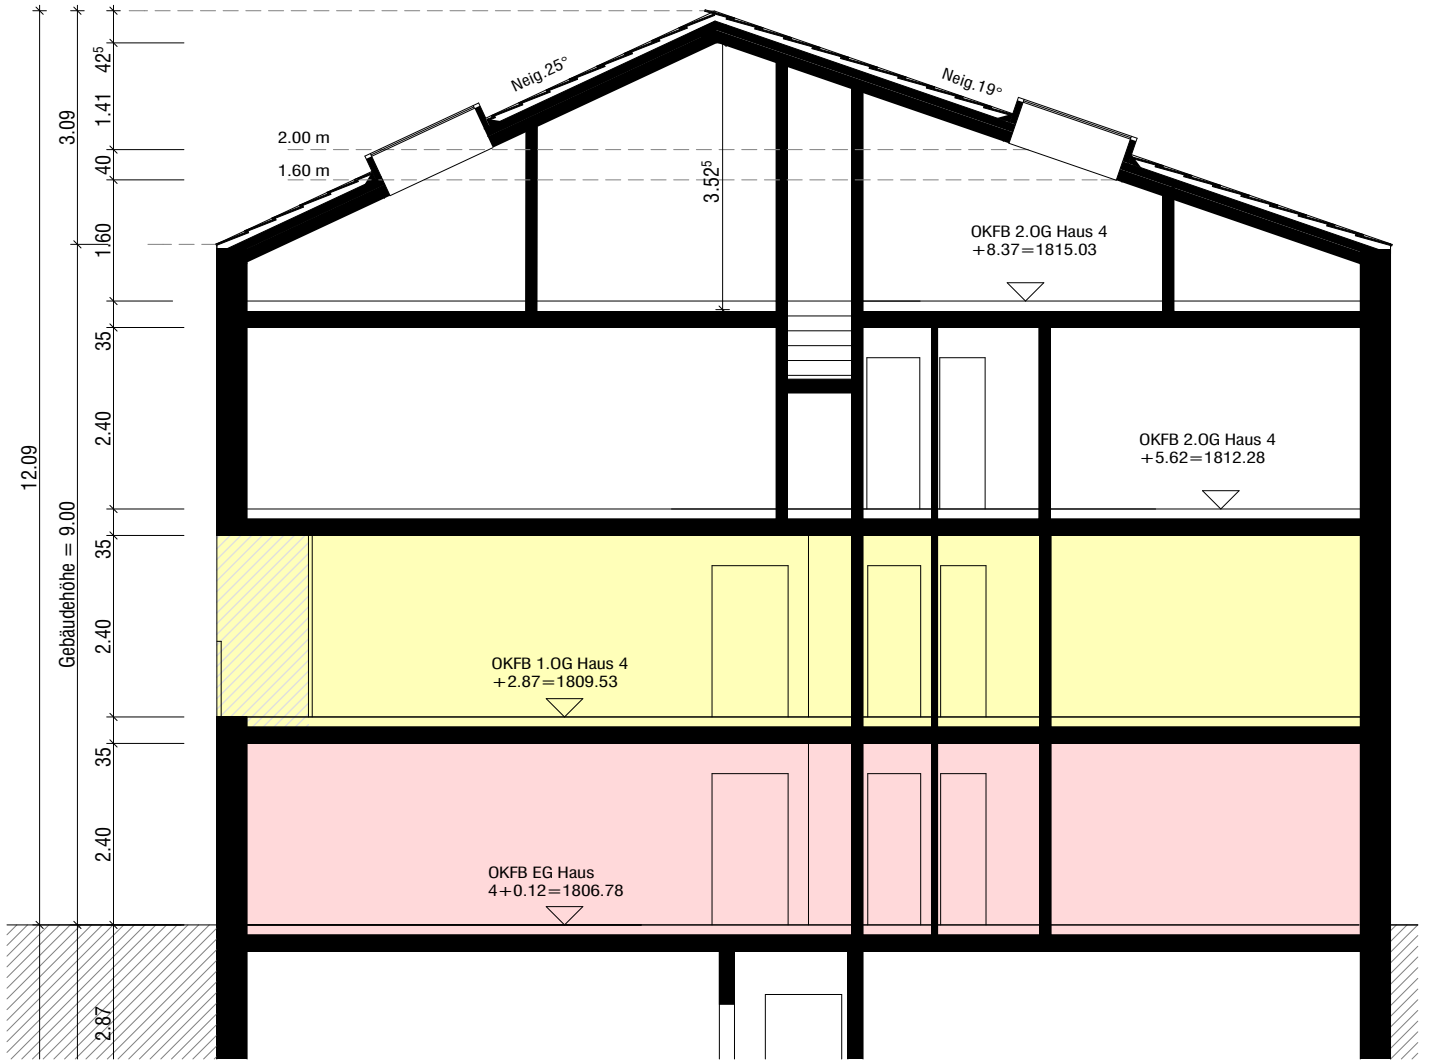 42⁵
Neig.25°
Neig.19°
1.41
3.09
2.00 m
40
1.60 m
3.52⁵
1.60
OKFB 2.OG Haus 4
+8.37=1815.03
35
2.40
OKFB 2.OG Haus 4
+5.62=1812.28
12.09
Gebäudehöhe = 9.00
35
2.40
OKFB 1.OG Haus 4
+2.87=1809.53
35
2.40
OKFB EG Haus
4+0.12=1806.78
2.87